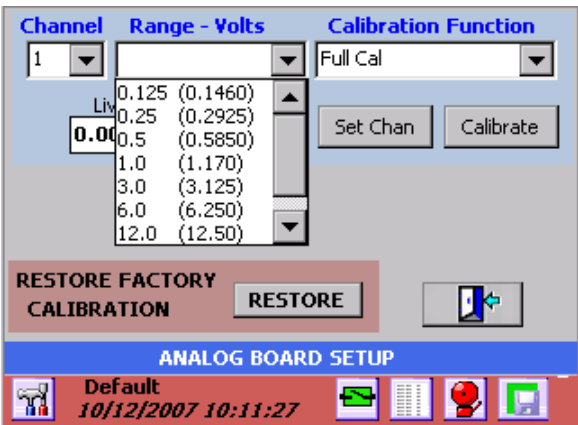 Channel Range - Volts Calibration Function
1 Full Cal
0.125 (0.1460)
0.25 (0.2925)
0.5 (0.5850)
1.0 (1.170)
3.0 (3.125)
6.0 (6.250)
12.0 (12.50)
Set Chan Calibrate
RESTORE FACTORY
CALIBRATION
RESTORE
ANALOG BOARD SETUP
Default
10/12/2007 10:11:27